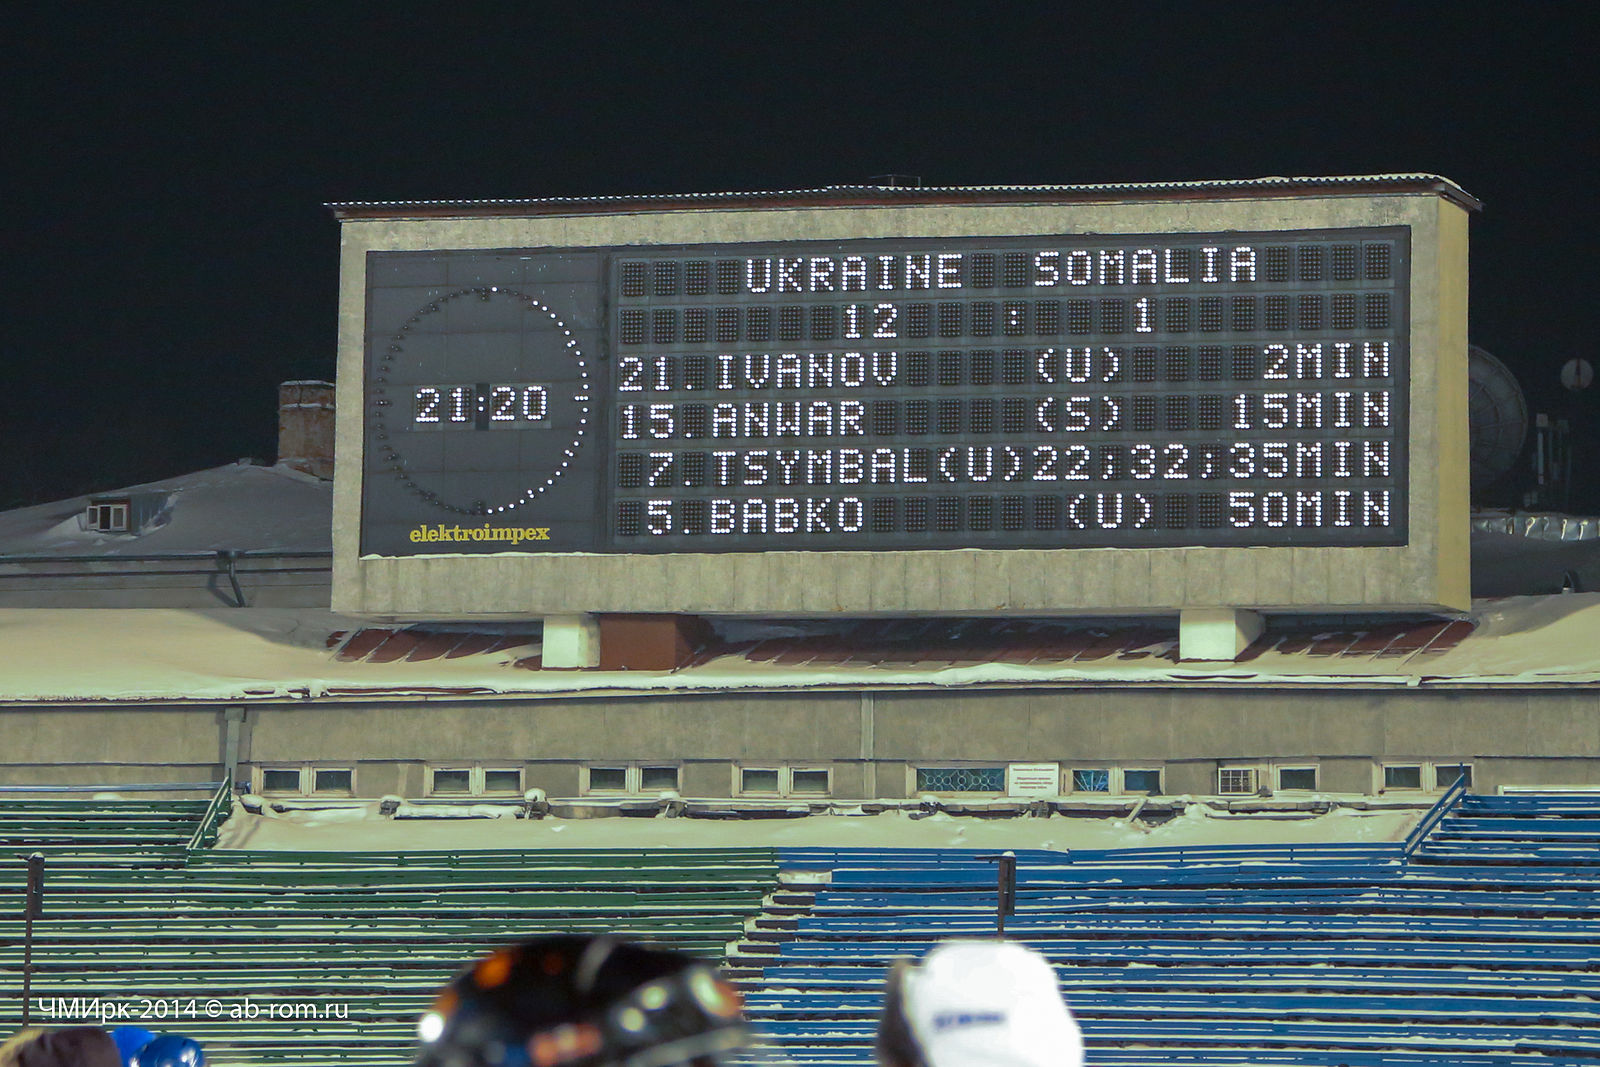 UKRAINE SOMALIA
12 : 1
21.IVANOV (U) 2MIN
15.ANWAR (S) 15MIN
7.TSYMBAL(U)22:32:35MIN
5.BABKO (U) 50MIN
21:20
elektroimpex
ЧМИрк-2014 © ab-rom.ru